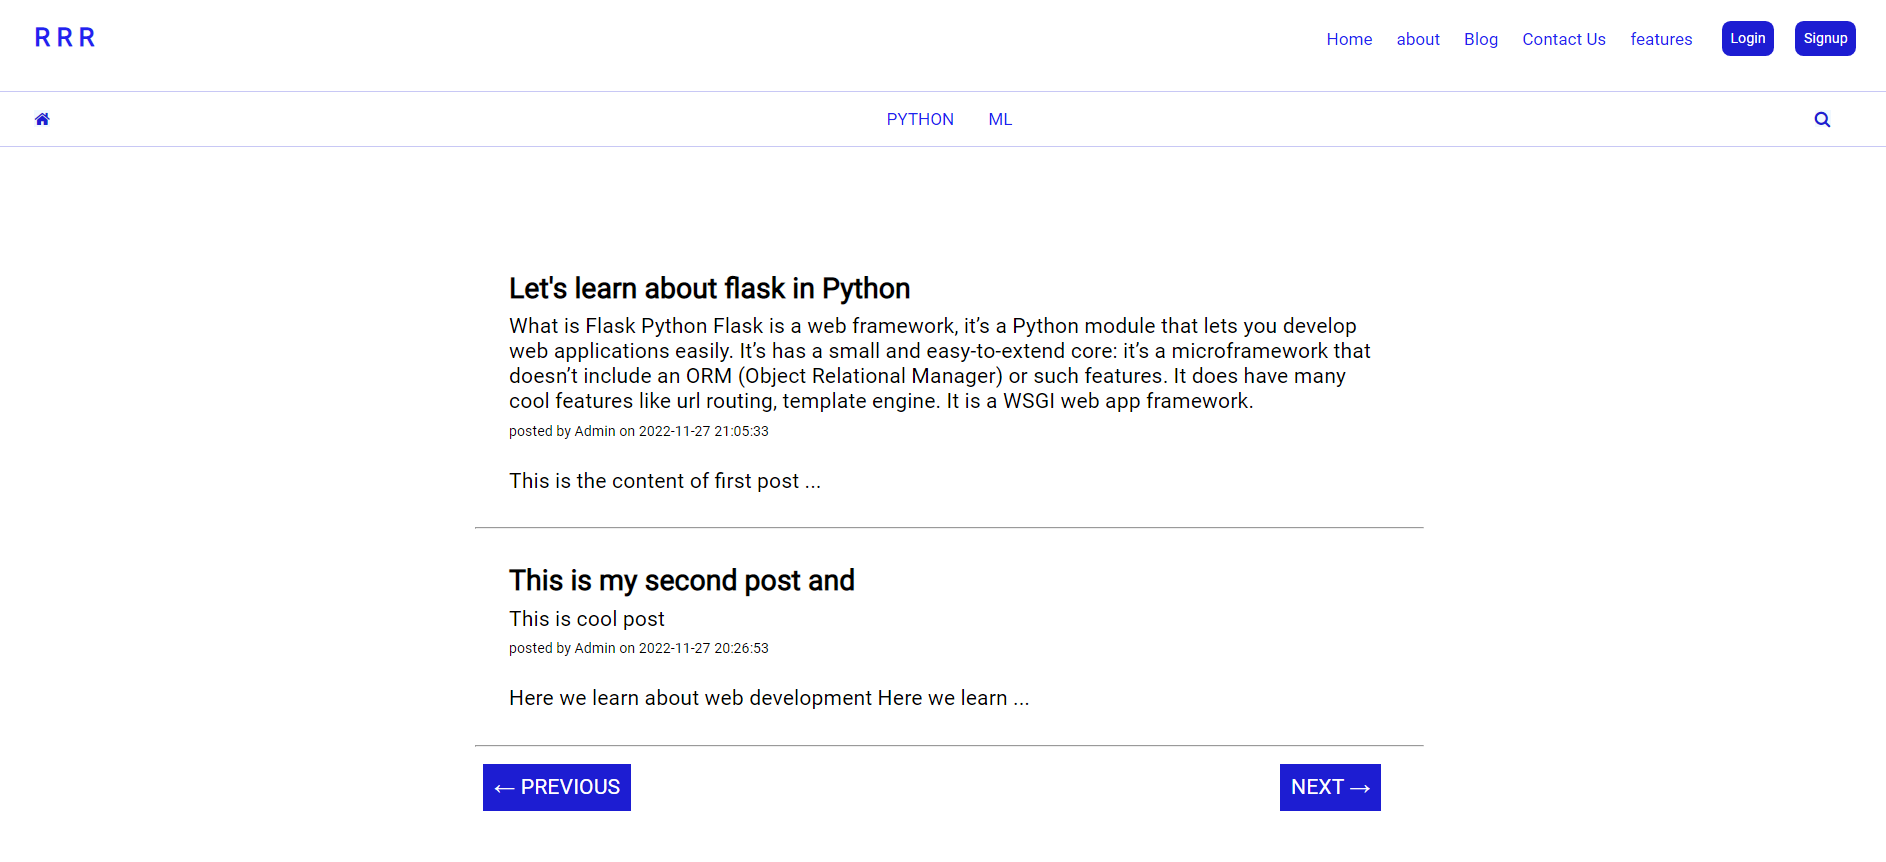 R R R
Home about Blog Contact Us features Login Signup
PYTHON ML
Let's learn about flask in Python
What is Flask Python Flask is a web framework, it’s a Python module that lets you develop
web applications easily. It’s has a small and easy-to-extend core: it’s a microframework that
doesn’t include an ORM (Object Relational Manager) or such features. It does have many
cool features like url routing, template engine. It is a WSGI web app framework.
posted by Admin on 2022-11-27 21:05:33
This is the content of first post ...
This is my second post and
This is cool post
posted by Admin on 2022-11-27 20:26:53
Here we learn about web development Here we learn ...
← PREVIOUS NEXT →